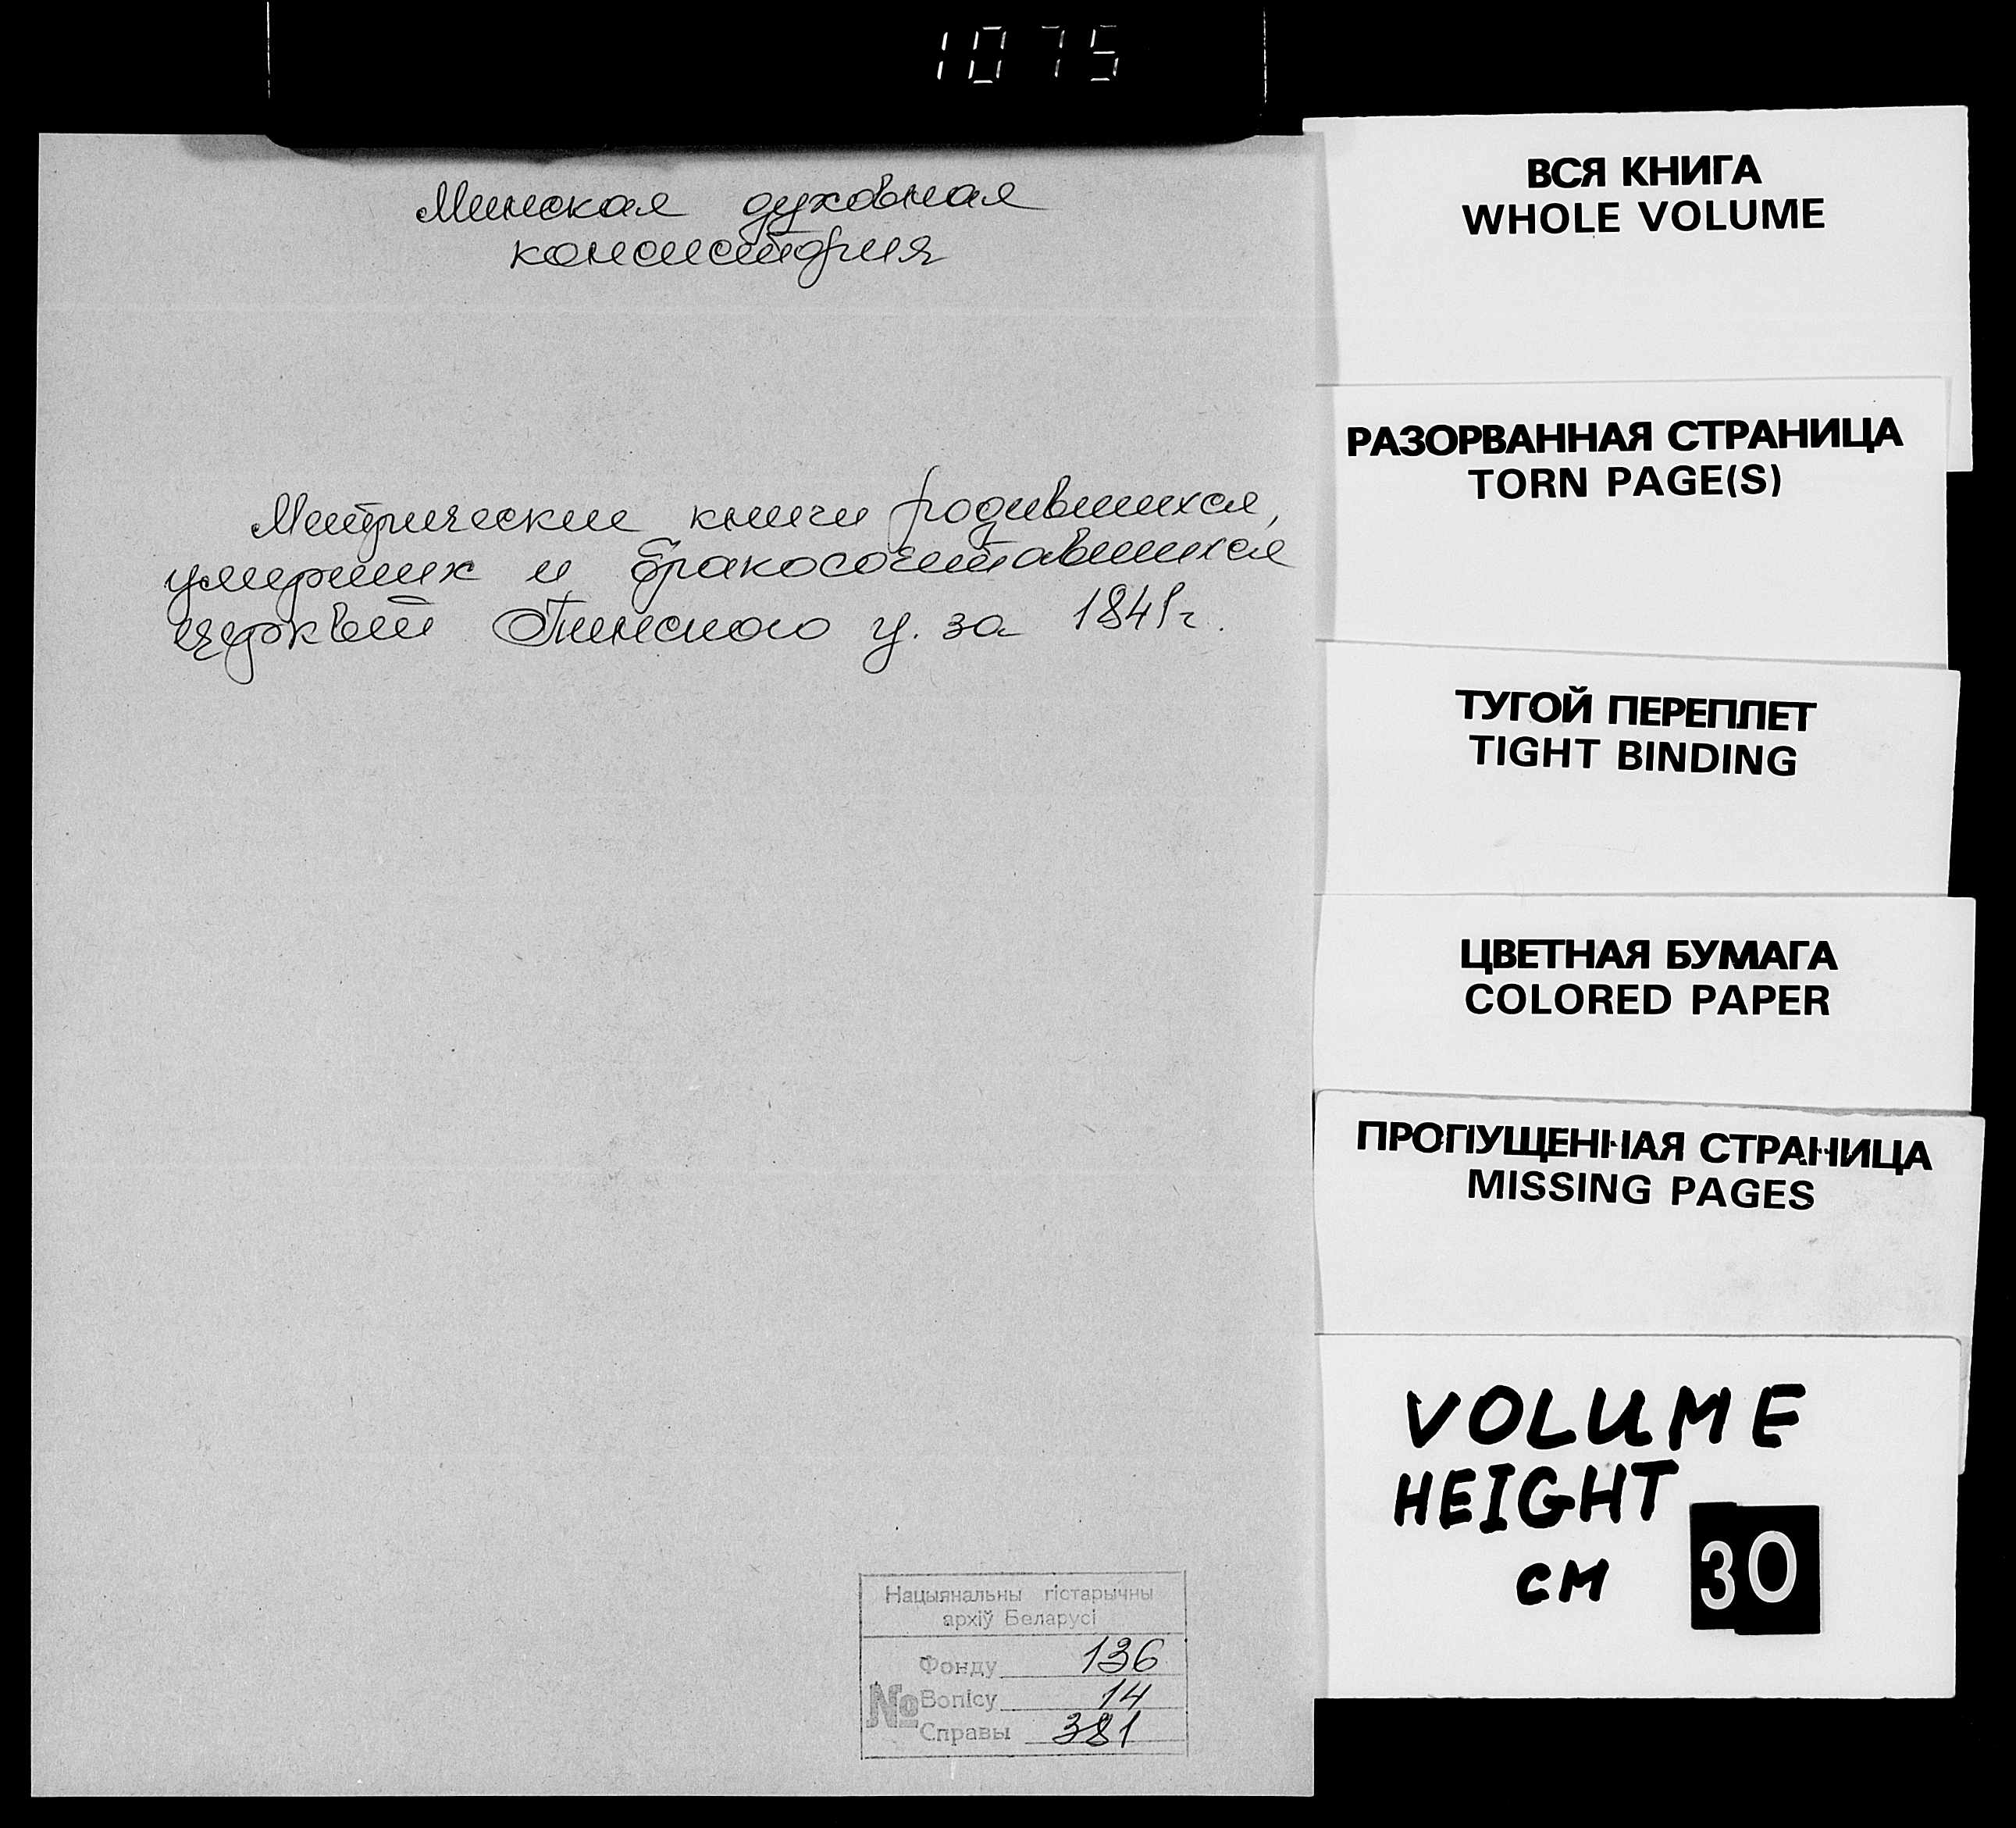 1075
Минская духовная
консистория
Метрические книги родившихся,
умерших и бракосочетавшихся
церквей Пинского у. за 1841г.
Нацыянальны гістарычны
архіў Беларусі
Фонду 136
№ Вопісу 14
Справы 381
ВСЯ КНИГА
WHOLE VOLUME
РАЗОРВАННАЯ СТРАНИЦА
TORN PAGE(S)
ТУГОЙ ПЕРЕПЛЕТ
TIGHT BINDING
ЦВЕТНАЯ БУМАГА
COLORED PAPER
ПРОПУЩЕННАЯ СТРАНИЦА
MISSING PAGES
VOLUME
HEIGHT
CM 30